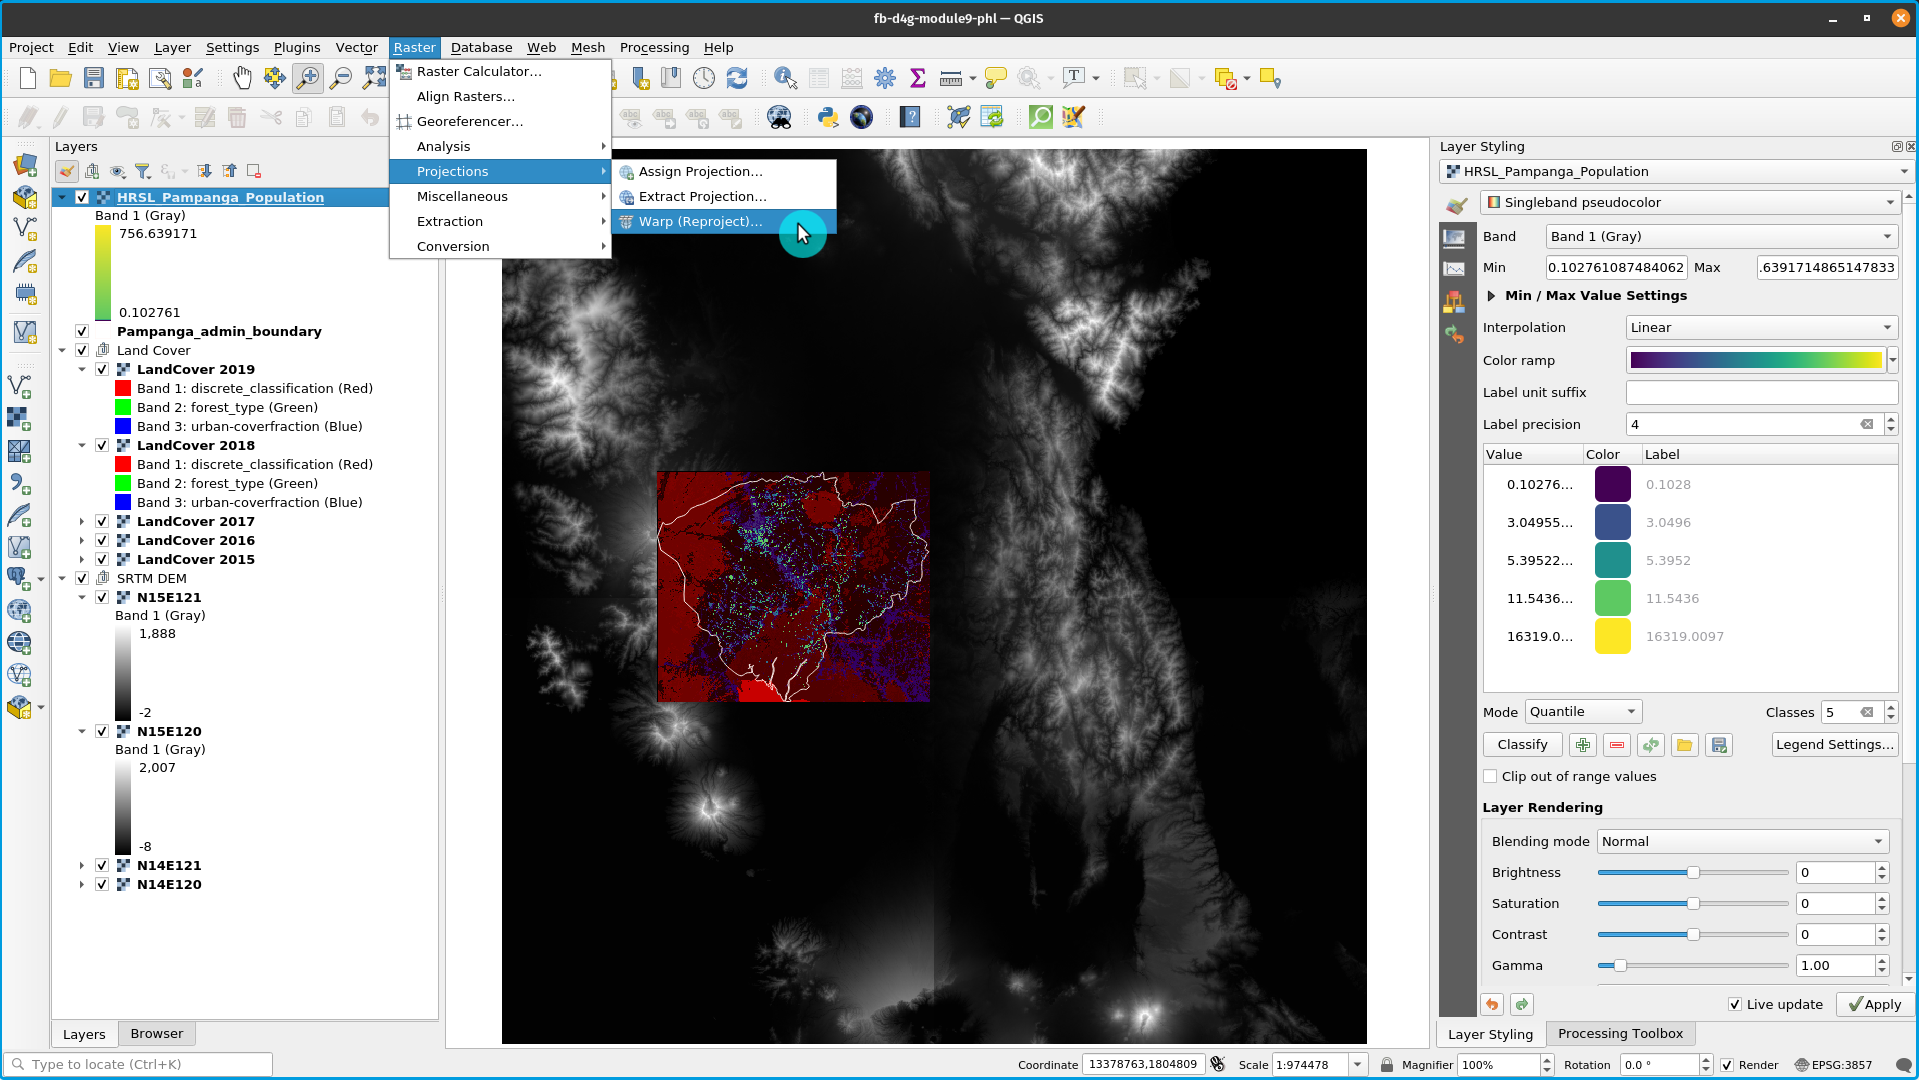 fb-d4g-module9-phl — QGIS
Project Edit View Layer Settings Plugins Vector Raster Database Web Mesh Processing Help
Raster Calculator…
Align Rasters…
Georeferencer…
Analysis
Projections
Miscellaneous
Extraction
Conversion
Assign Projection…
Extract Projection…
Warp (Reproject)…
Layers
HRSL_Pampanga_Population
Band 1 (Gray)
756.639171
0.102761
Pampanga_admin_boundary
Land Cover
LandCover 2019
Band 1: discrete_classification (Red)
Band 2: forest_type (Green)
Band 3: urban-coverfraction (Blue)
LandCover 2018
Band 1: discrete_classification (Red)
Band 2: forest_type (Green)
Band 3: urban-coverfraction (Blue)
LandCover 2017
LandCover 2016
LandCover 2015
SRTM DEM
N15E121
Band 1 (Gray)
1,888
-2
N15E120
Band 1 (Gray)
2,007
-8
N14E121
N14E120
Layers Browser
Layer Styling
HRSL_Pampanga_Population
Singleband pseudocolor
Band Band 1 (Gray)
Min 0.102761087484062 Max .6391714865147833
Min / Max Value Settings
Interpolation Linear
Color ramp
Label unit suffix
Label precision 4
Value Color Label
0.10276… 0.1028
3.04955… 3.0496
5.39522… 5.3952
11.5436… 11.5436
16319.0… 16319.0097
Mode Quantile Classes 5
Classify Legend Settings…
Clip out of range values
Layer Rendering
Blending mode Normal
Brightness 0
Saturation 0
Contrast 0
Gamma 1.00
Live update Apply
Layer Styling Processing Toolbox
Type to locate (Ctrl+K) Coordinate 13378763,1804809 Scale 1:974478 Magnifier 100% Rotation 0.0 ° Render EPSG:3857